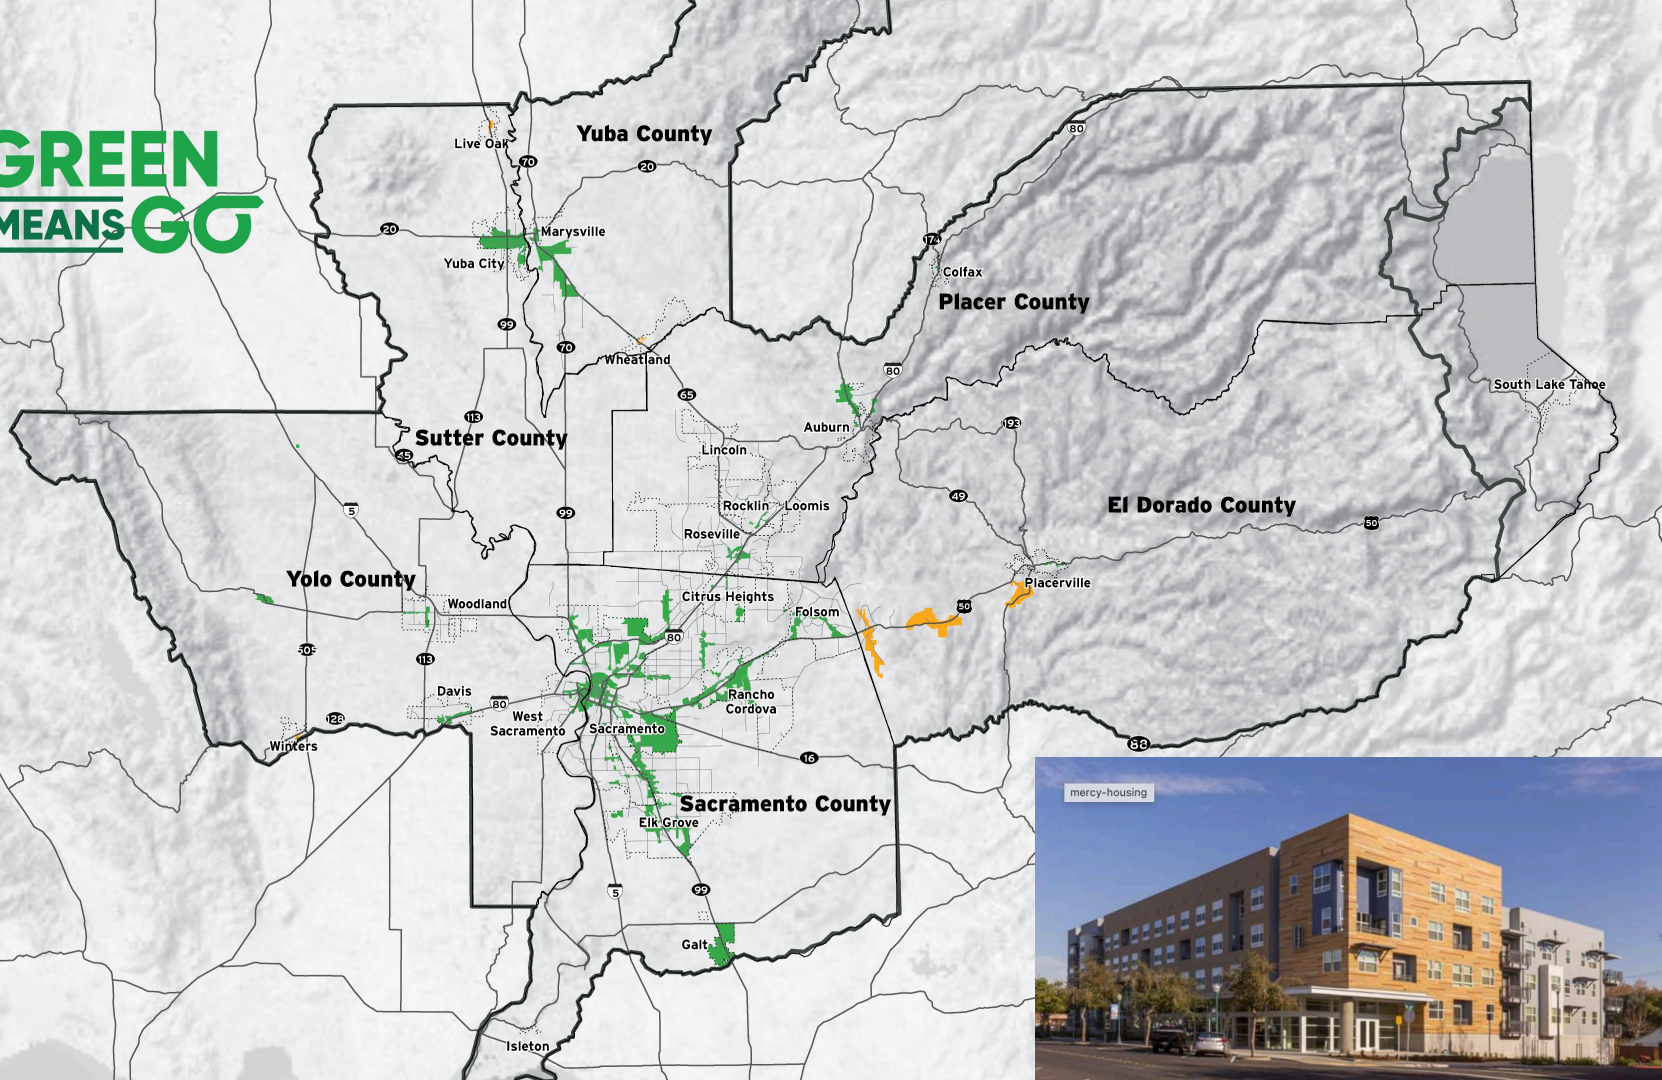 GREEN
MEANS GO
Yuba County
Live Oak
70
20
80
20
Marysville
Yuba City
174
Colfax
Placer County
99
70
Wheatland
80
65
South Lake Tahoe
113
Sutter County
Auburn
193
45
Lincoln
49
El Dorado County
5
99
Rocklin
Loomis
50
Roseville
Yolo County
Placerville
Woodland
Citrus Heights
Folsom
50
80
505
113
Davis
80
128
West
Sacramento
Rancho
Cordova
Sacramento
Winters
16
88
Sacramento County
Elk Grove
mercy-housing
5
99
Galt
Isleton